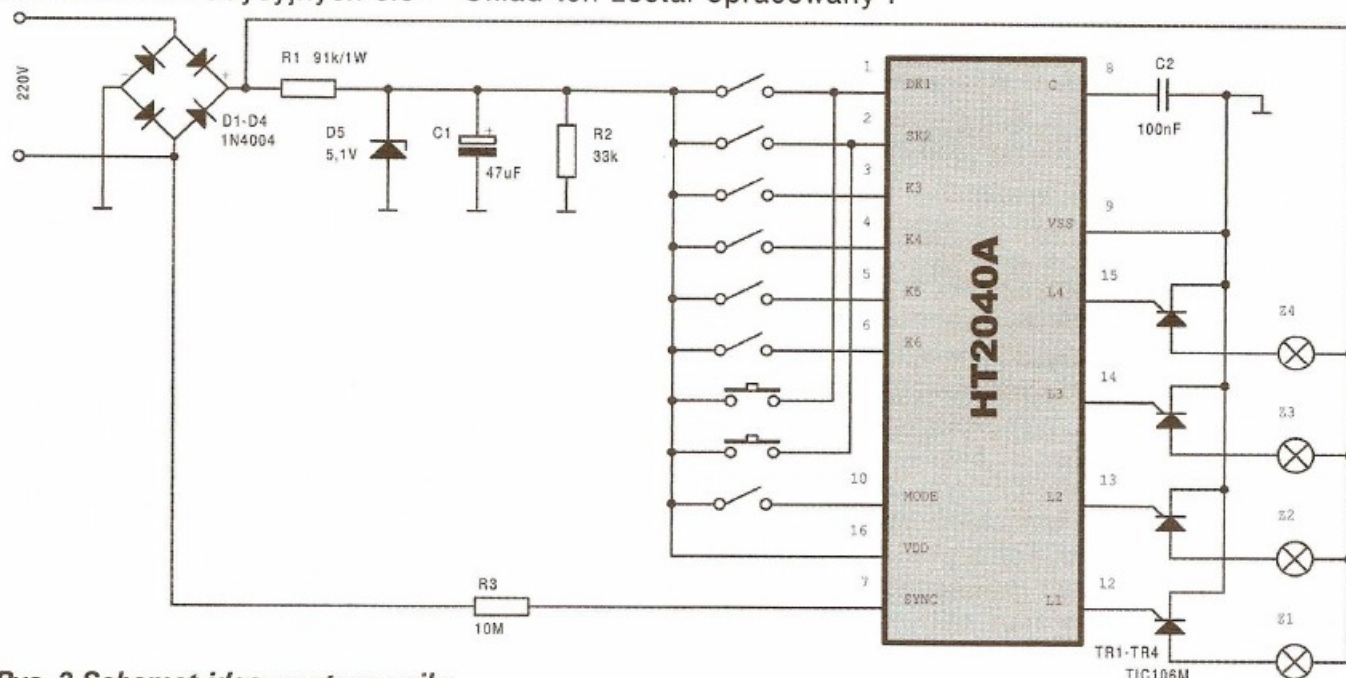 Układ ten został opracowany i
220V
R1 91k/1W
D1-D4
1N4004
D5
5,1V
C1
47uF
R2
33k
1
2
3
4
5
6
10
16
7
DK1
SK2
K3
K4
K5
K6
MODE
VDD
SYNC
HT2040A
C
VSS
L4
L3
L2
L1
8
9
15
14
13
12
C2
100nF
Z4
Z3
Z2
Z1
TR1-TR4
TIC106M
R3
10M
Rys. 2 Schemat ideowy